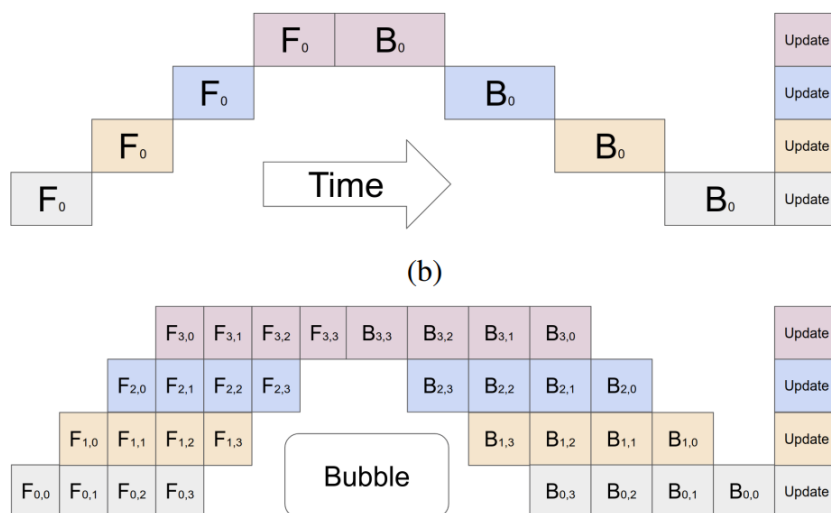 F0 B0 Update
F0 B0 Update
F0 B0 Update
Time
F0 B0 Update
(b)
F3,0 F3,1 F3,2 F3,3 B3,3 B3,2 B3,1 B3,0 Update
F2,0 F2,1 F2,2 F2,3 B2,3 B2,2 B2,1 B2,0 Update
F1,0 F1,1 F1,2 F1,3 B1,3 B1,2 B1,1 B1,0 Update
Bubble
F0,0 F0,1 F0,2 F0,3 B0,3 B0,2 B0,1 B0,0 Update